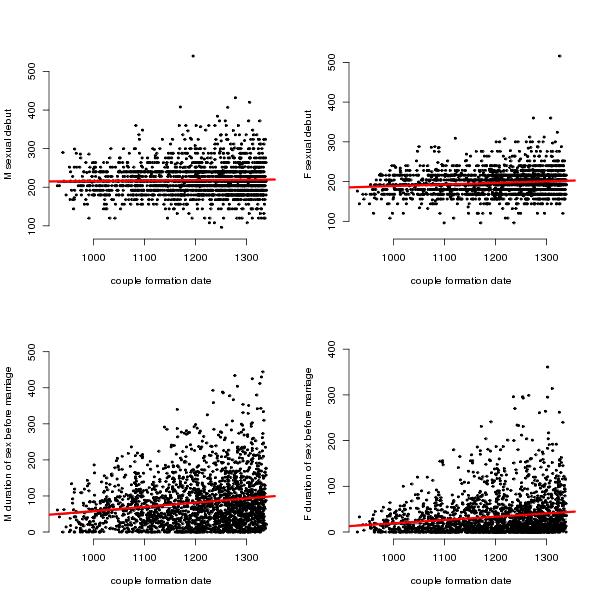 M sexual debut
100 200 300 400 500
1000 1100 1200 1300
couple formation date
F sexual debut
100 200 300 400 500
1000 1100 1200 1300
couple formation date
M duration of sex before marriage
0 100 200 300 400 500
1000 1100 1200 1300
couple formation date
F duration of sex before marriage
0 100 200 300 400
1000 1100 1200 1300
couple formation date